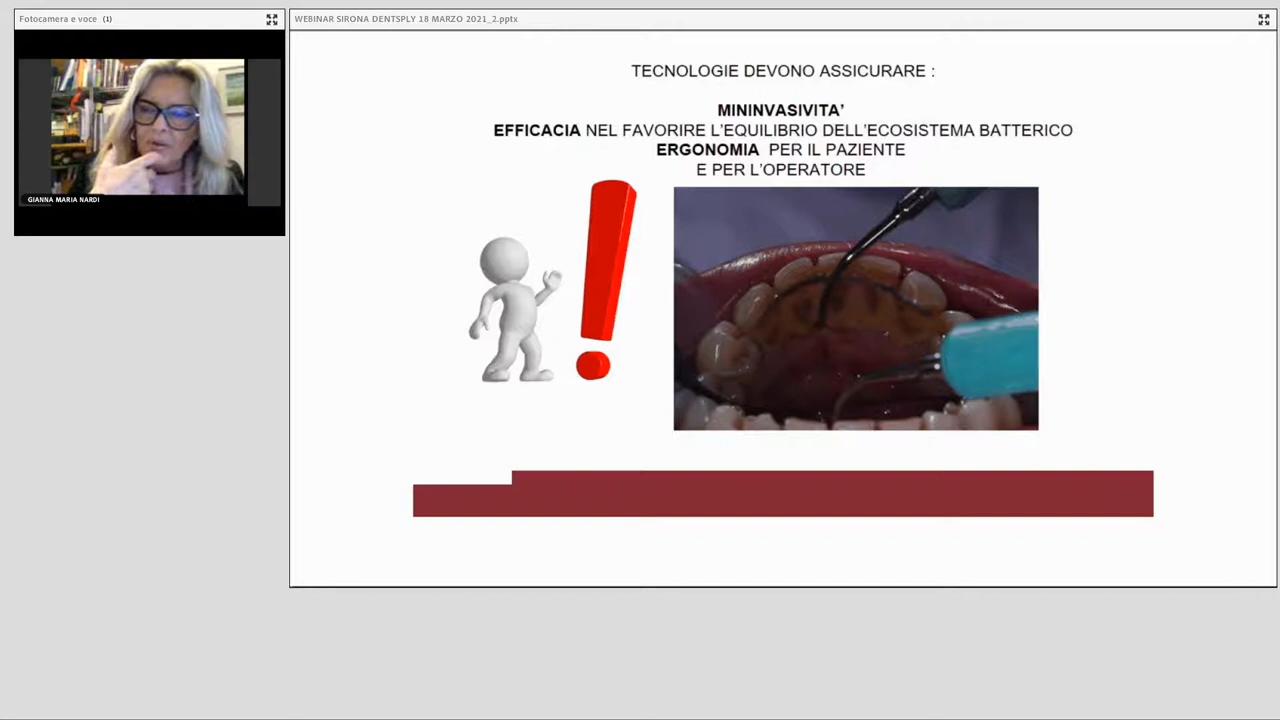 Fotocamera e voce (1)
GIANNA MARIA NARDI
WEBINAR SIRONA DENTSPLY 18 MARZO 2021_2.pptx
TECNOLOGIE DEVONO ASSICURARE :
MININVASIVITA’
EFFICACIA NEL FAVORIRE L’EQUILIBRIO DELL’ECOSISTEMA BATTERICO
ERGONOMIA PER IL PAZIENTE
E PER L’OPERATORE